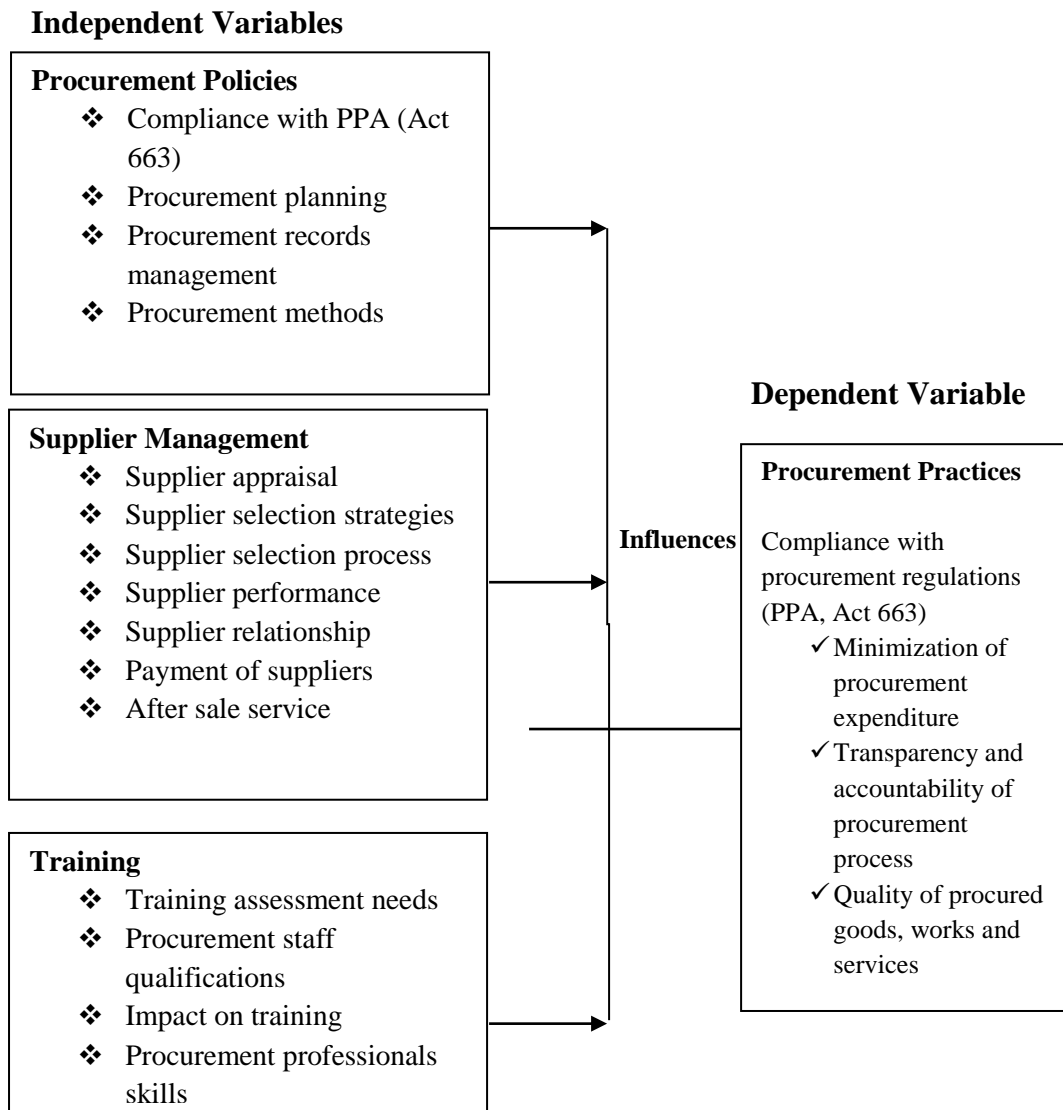 Independent Variables
Procurement Policies
❖ Compliance with PPA (Act
663)
❖ Procurement planning
❖ Procurement records
management
❖ Procurement methods
Supplier Management
❖ Supplier appraisal
❖ Supplier selection strategies
❖ Supplier selection process
❖ Supplier performance
❖ Supplier relationship
❖ Payment of suppliers
❖ After sale service
Training
❖ Training assessment needs
❖ Procurement staff
qualifications
❖ Impact on training
❖ Procurement professionals
skills
Influences
Dependent Variable
Procurement Practices
Compliance with
procurement regulations
(PPA, Act 663)
✓ Minimization of
procurement
expenditure
✓ Transparency and
accountability of
procurement
process
✓ Quality of procured
goods, works and
services